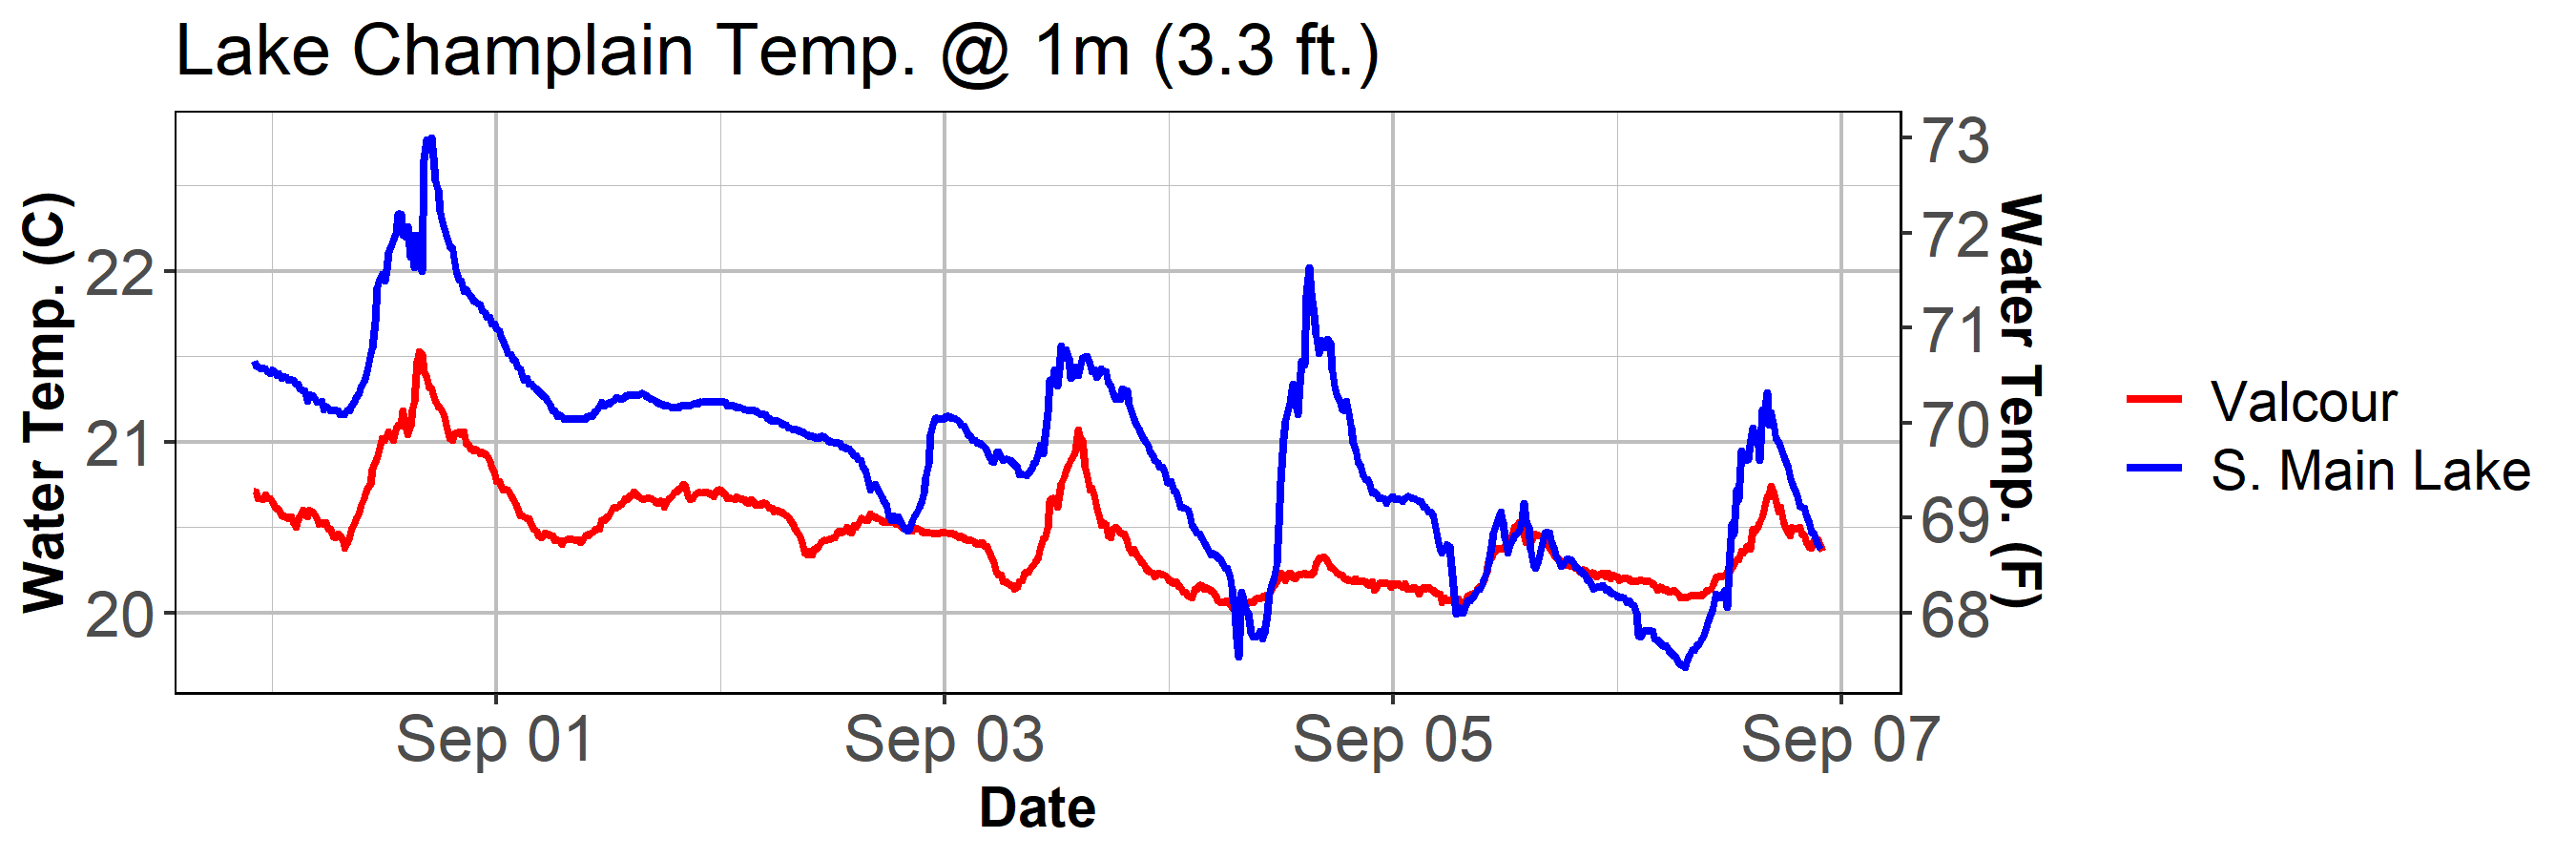 Lake Champlain Temp. @ 1m (3.3 ft.)
Water Temp. (C)
22
21
20
73
72
71
70
69
68
Water Temp. (F)
Sep 01
Sep 03
Sep 05
Sep 07
Date
Valcour
S. Main Lake